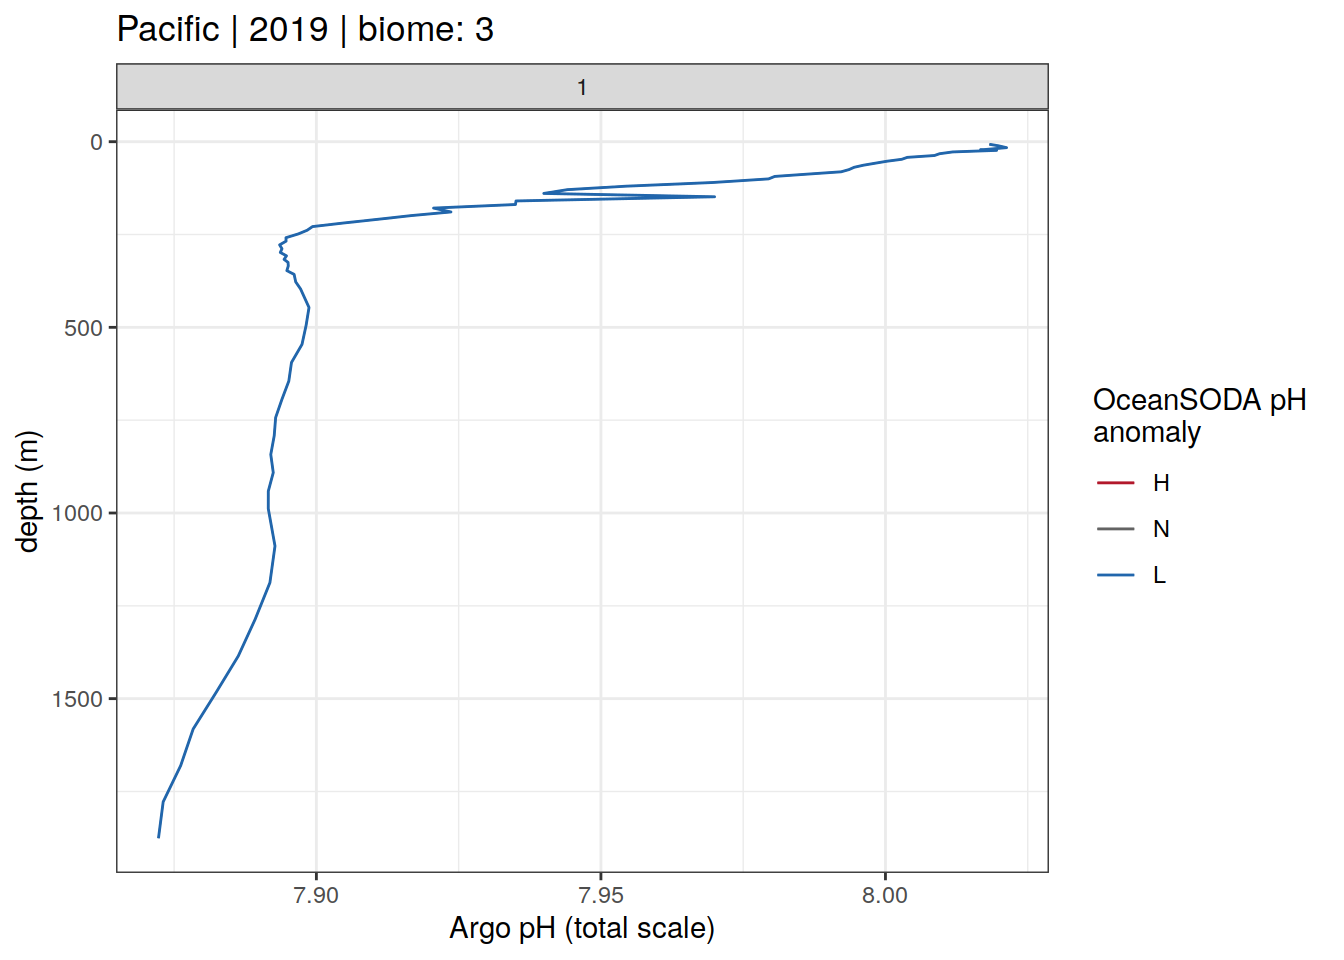 Pacific | 2019 | biome: 3
1
0
500
1000
1500
depth (m)
7.90
7.95
8.00
Argo pH (total scale)
OceanSODA pH
anomaly
H
N
L